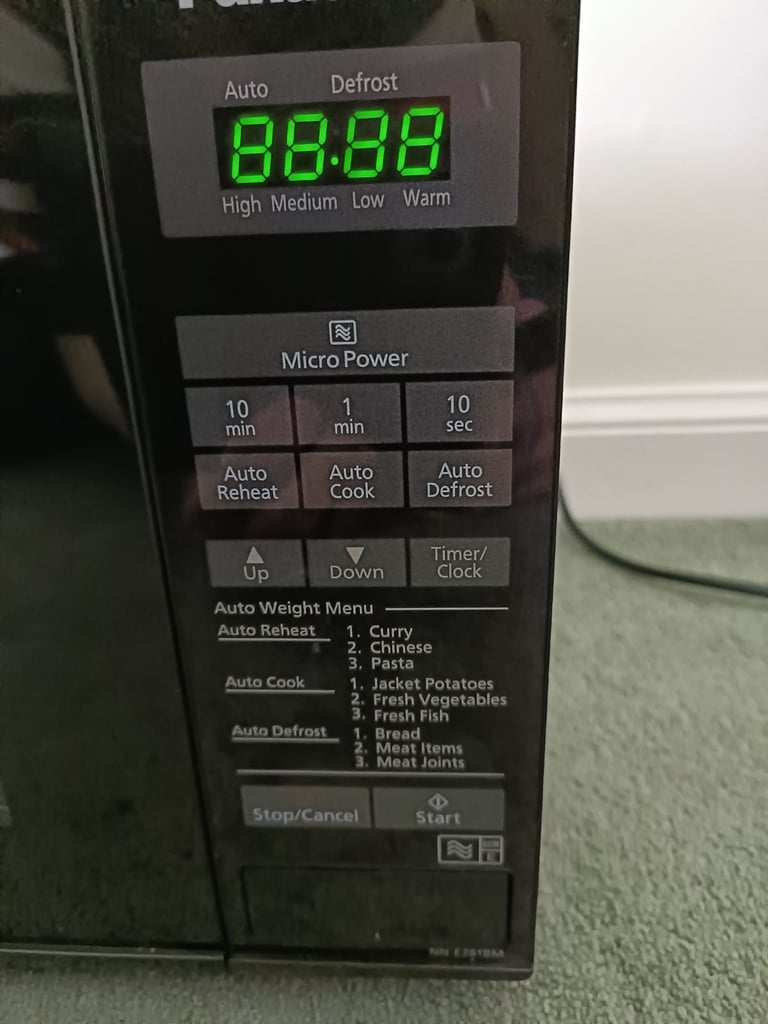 Auto Defrost
88:88
High Medium Low Warm
Micro Power
10 min
1 min
10 sec
Auto Reheat
Auto Cook
Auto Defrost
Up
Down
Timer/Clock
Auto Weight Menu
Auto Reheat 1. Curry
2. Chinese
3. Pasta
Auto Cook 1. Jacket Potatoes
2. Fresh Vegetables
3. Fresh Fish
Auto Defrost 1. Bread
2. Meat Items
3. Meat Joints
Stop/Cancel
Start
E